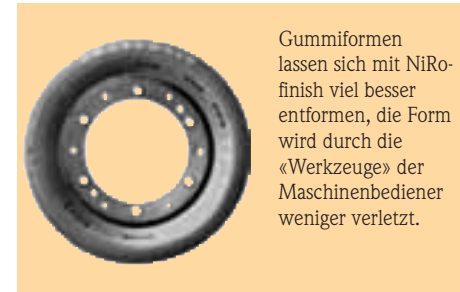 Gummiformen
lassen sich mit NiRo-
finish viel besser
entformen, die Form
wird durch die
«Werkzeuge» der
Maschinenbediener
weniger verletzt.